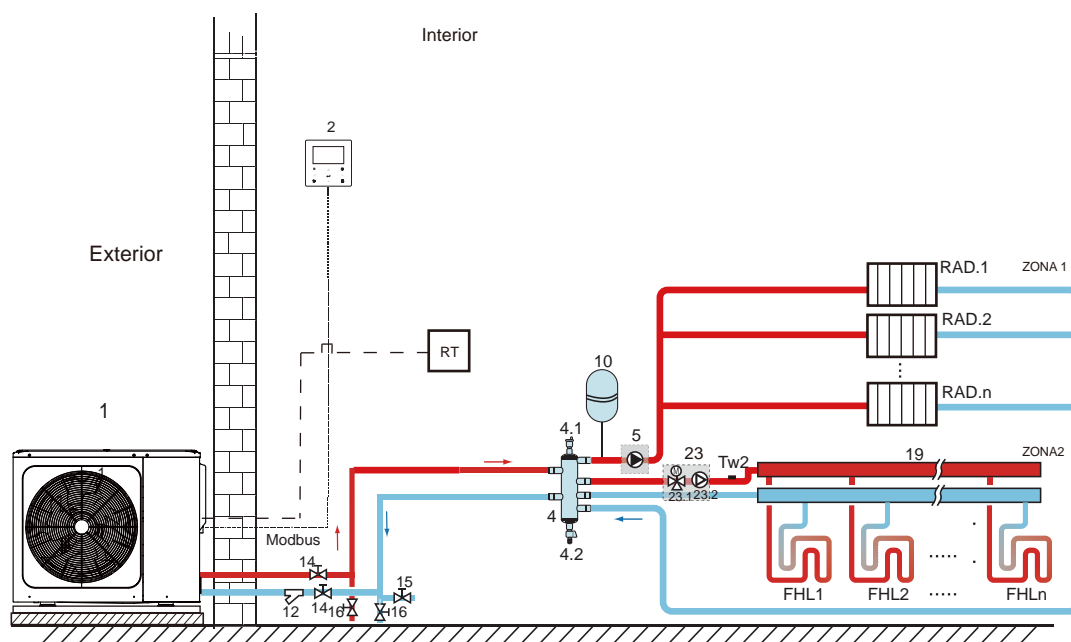 Interior
2
Exterior
RT
1
1
Modbus
14
12
14
16
16
15
10
4.1
5
4
4.2
23
23.1
23.2
Tw2
RAD.1
ZONA 1
RAD.2
RAD.n
19
ZONA2
M
FHL1
FHL2
FHLn